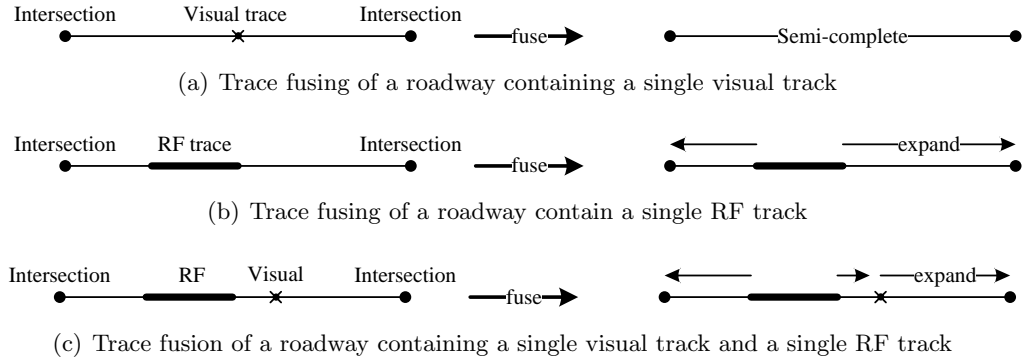 Intersection Visual trace Intersection
fuse Semi-complete
(a) Trace fusing of a roadway containing a single visual track
Intersection RF trace Intersection
fuse expand
(b) Trace fusing of a roadway contain a single RF track
Intersection RF Visual Intersection
fuse expand
(c) Trace fusion of a roadway containing a single visual track and a single RF track